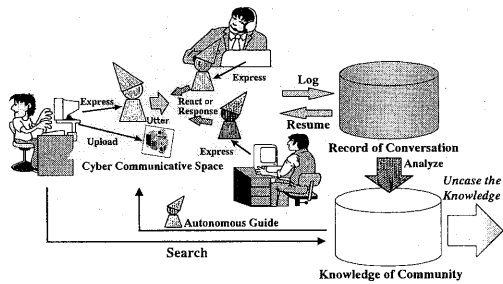 Express
Log
Express
React or
Response
Utter
Resume
Upload
Express
Record of Conversation
Cyber Communicative Space
Analyze
Uncase the
Knowledge
Autonomous Guide
Search
Knowledge of Community